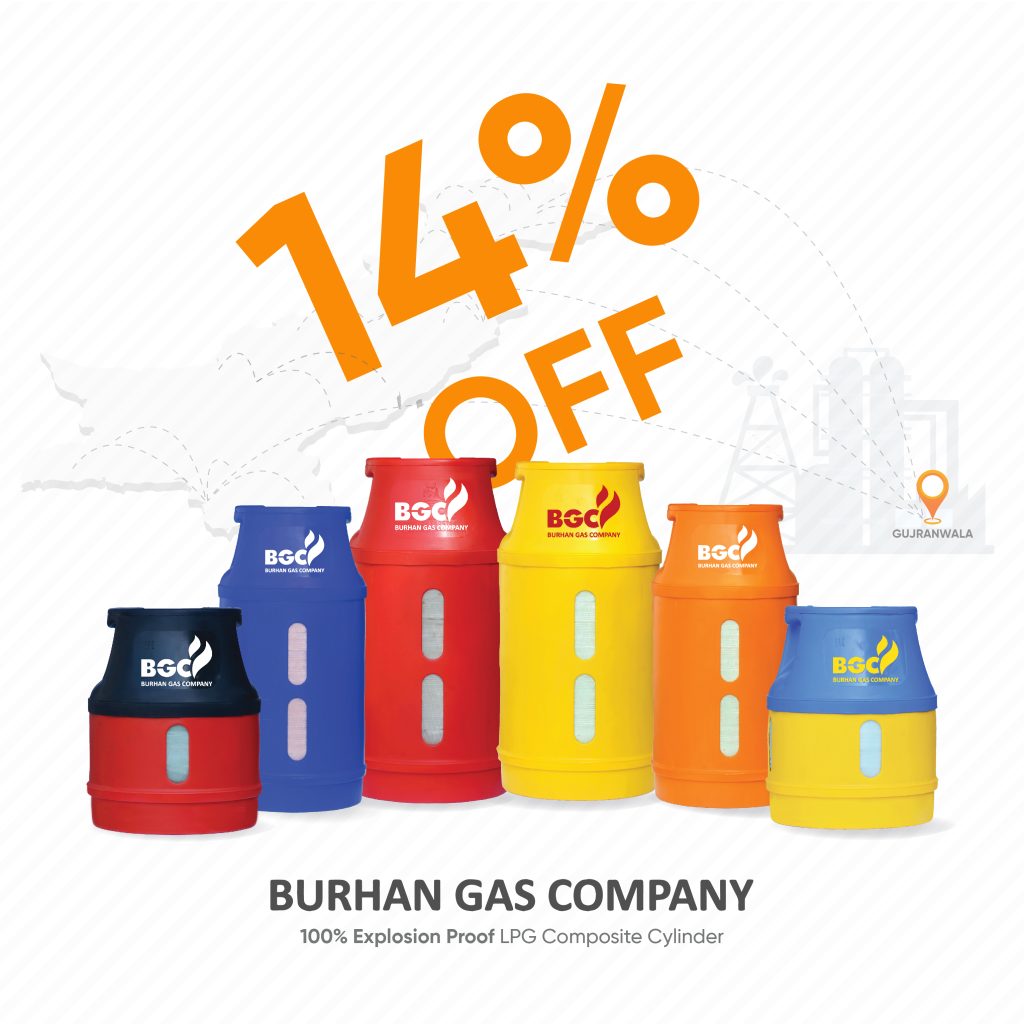 14%
OFF
GUJRANWALA
BGC
BURHAN GAS COMPANY
BGC
BURHAN GAS COMPANY
BGC
BURHAN GAS COMPANY
BGC
BURHAN GAS COMPANY
BGC
BURHAN GAS COMPANY
BGC
BURHAN GAS COMPANY
BURHAN GAS COMPANY
100% Explosion Proof LPG Composite Cylinder